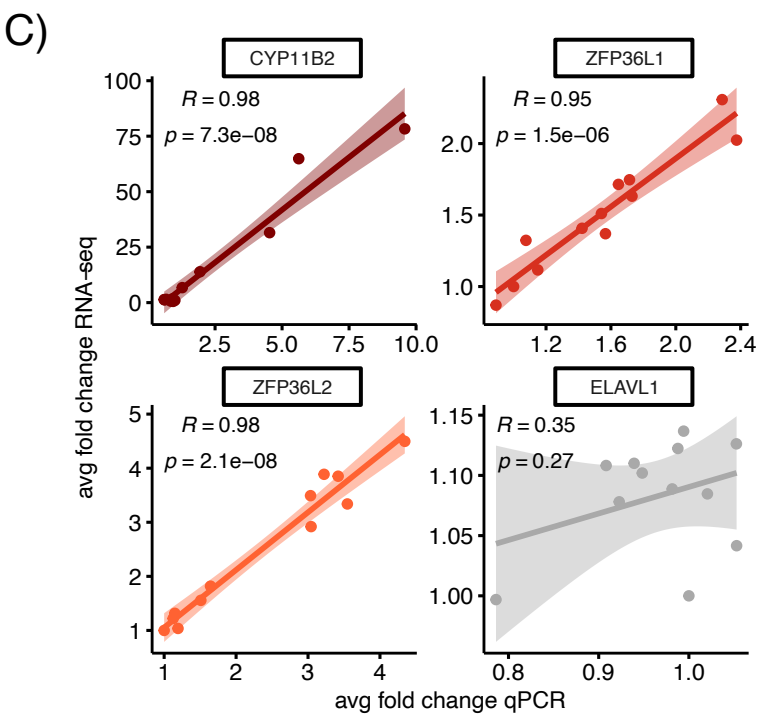 C)
CYP11B2
ZFP36L1
100
75
50
25
0
R = 0.98
p = 7.3e−08
2.5
5.0
7.5
10.0
2.0
1.5
1.0
R = 0.95
p = 1.5e−06
1.2
1.6
2.0
2.4
avg fold change RNA−seq
ZFP36L2
ELAVL1
5
4
3
2
1
R = 0.98
p = 2.1e−08
1
2
3
4
1.15
1.10
1.05
1.00
R = 0.35
p = 0.27
0.8
0.9
1.0
avg fold change qPCR